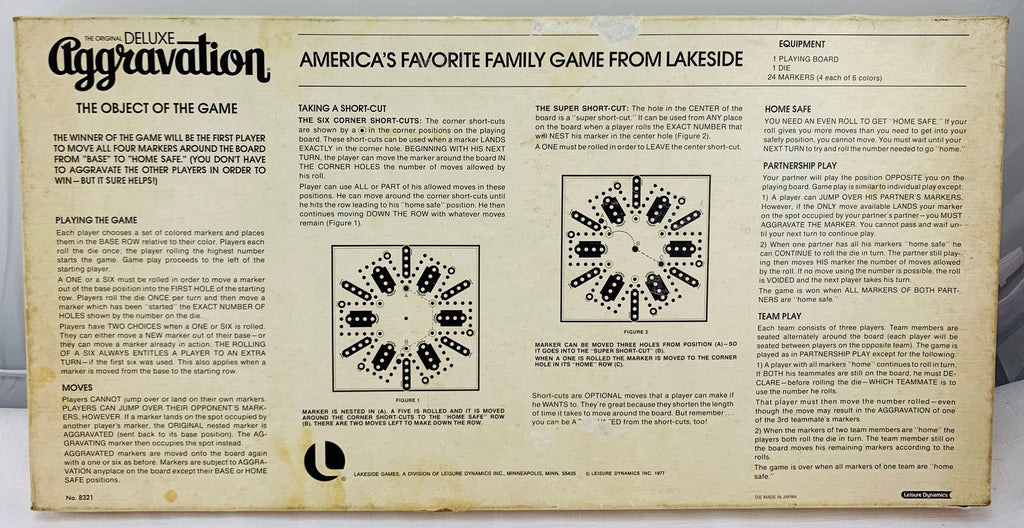 THE ORIGINAL DELUXE
Aggravation
THE OBJECT OF THE GAME
THE WINNER OF THE GAME WILL BE THE FIRST PLAYER
TO MOVE ALL FOUR MARKERS AROUND THE BOARD
FROM "BASE" TO "HOME SAFE." (YOU DON'T HAVE
TO AGGRAVATE THE OTHER PLAYERS IN ORDER TO
WIN—BUT IT SURE HELPS!)
PLAYING THE GAME
Each player chooses a set of colored markers and places
them in the BASE ROW relative to their color. Players each
roll the die once; the player rolling the highest number
starts the game. Game play proceeds to the left of the
starting player.
A ONE or a SIX must be rolled in order to move a marker
out of the base position into the FIRST HOLE of the starting
row. Players roll the die ONCE per turn and then move a
marker which has been "started" the EXACT NUMBER OF
HOLES shown by the number on the die.
Players have TWO CHOICES when a ONE or SIX is rolled.
They can either move a NEW marker out of their base—or
they can move a marker already in action. THE ROLLING
OF A SIX ALWAYS ENTITLES A PLAYER TO AN EXTRA
TURN—if the first six was used. This also applies when a
marker is moved from the base to the starting row.
MOVES
Players CANNOT jump over or land on their own markers.
PLAYERS CAN JUMP OVER THEIR OPPONENT'S MARK-
ERS, HOWEVER. If a marker lands on the spot occupied by
another player's marker, the ORIGINAL nested marker is
AGGRAVATED (sent back to its base position). The AG-
GRAVATING marker then occupies the spot instead.
AGGRAVATED markers are moved onto the board again
with a one or six as before. Markers are subject to AGGRA-
VATION anyplace on the board except their BASE or HOME
SAFE positions.
No. 8321
AMERICA'S FAVORITE FAMILY GAME FROM LAKESIDE
EQUIPMENT
1 PLAYING BOARD
1 DIE
24 MARKERS (4 each of 6 colors)
TAKING A SHORT-CUT
THE SIX CORNER SHORT-CUTS: The corner short-cuts
are shown by a in the corner positions on the playing
board. These short-cuts can be used when a marker LANDS
EXACTLY in the corner hole. BEGINNING WITH HIS NEXT
TURN, the player can move the marker around the board IN
THE CORNER HOLES the number of moves allowed by
his roll.
Player can use ALL or PART of his allowed moves in these
positions. He can move around the corner short-cuts until
he hits the row leading to his "home safe" position. He then
continues moving DOWN THE ROW with whatever moves
remain (Figure 1).
FIGURE 1
MARKER IS NESTED IN (A). A FIVE IS ROLLED AND IT IS MOVED
AROUND THE CORNER SHORT-CUTS TO THE "HOME SAFE" ROW
(B). THERE ARE TWO MOVES LEFT TO MAKE DOWN THE ROW.
L ®
LAKESIDE GAMES, A DIVISION OF LEISURE DYNAMICS INC., MINNEAPOLIS, MINN. 55435 © LEISURE DYNAMICS INC. 1977
THE SUPER SHORT-CUT: The hole in the CENTER of the
board is a "super short-cut." It can be used from ANY place
on the board when a player rolls the EXACT NUMBER that
will NEST his marker in the center hole (Figure 2).
A ONE must be rolled in order to LEAVE the center short-cut.
FIGURE 2
MARKER CAN BE MOVED THREE HOLES FROM POSITION (A)—SO
IT GOES INTO THE "SUPER SHORT-CUT" (B).
WHEN A ONE IS ROLLED THE MARKER IS MOVED TO THE CORNER
HOLE IN ITS "HOME" ROW (C).
Short-cuts are OPTIONAL moves that a player can make if
he WANTS to. They're great because they shorten the length
of time it takes to move around the board. But remember . . .
you can be TED from the short-cuts, too!
HOME SAFE
YOU NEED AN EVEN ROLL TO GET "HOME SAFE." If your
roll gives you more moves than you need to get into your
safety position, you cannot move. You must wait until your
NEXT TURN to try and roll the number needed to go "home."
PARTNERSHIP PLAY
Your partner will play the position OPPOSITE you on the
playing board. Game play is similar to individual play except:
1) A player can JUMP OVER HIS PARTNER'S MARKERS.
However, if the ONLY move available LANDS your marker
on the spot occupied by your partner's partner—you MUST
AGGRAVATE THE MARKER. You cannot pass and wait un-
til your next turn to continue play.
2) When one partner has all his markers "home safe" he
can CONTINUE to roll the die in turn. The partner still play-
ing then moves HIS marker the number of moves allowed
by the roll. If no move using the number is possible, the roll
is VOIDED and the next player takes his turn.
The game is won when ALL MARKERS OF BOTH PART-
NERS are "home safe."
TEAM PLAY
Each team consists of three players. Team members are
seated alternately around the board (each player will be
seated between players on the opposite team). The game is
played as in PARTNERSHIP PLAY except for the following:
1) A player with all markers "home" continues to roll in turn.
If BOTH his teammates are still on the board, he must DE-
CLARE—before rolling the die—WHICH TEAMMATE is to
use the number he rolls.
That player must then move the number rolled—even
though the move may result in the AGGRAVATION of one
of the 3rd teammate's markers.
2) When the markers of two team members are "home" the
players both roll the die in turn. The team member still on
the board moves his remaining markers according to the
rolls.
The game is over when all markers of one team are "home
safe."
DIE MADE IN JAPAN
Leisure Dynamics